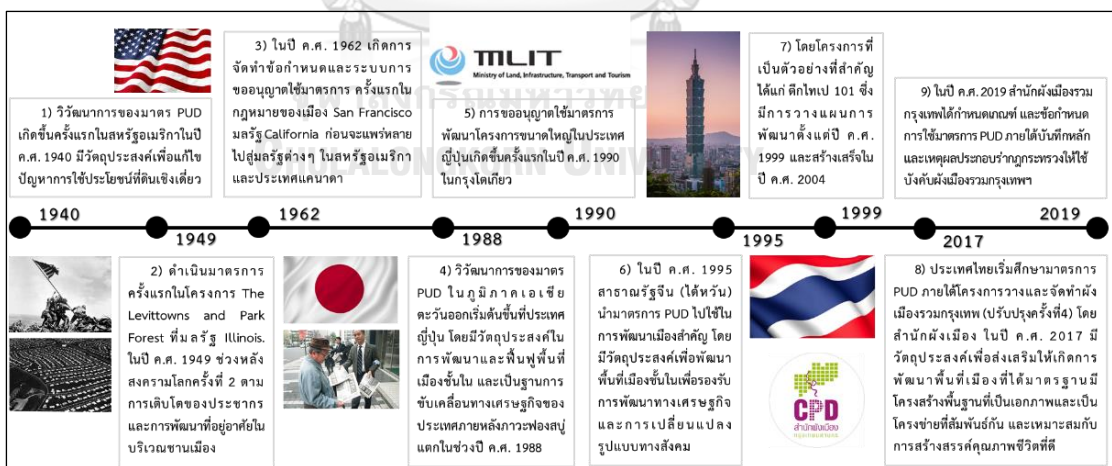 3) ในปี ค.ศ. 1962 เกิดการ
จัดทำข้อกำหนดและระบบการ
ขออนุญาตใช้มาตรการ ครั้งแรกใน
กฎหมายของเมือง San Francisco
มลรัฐ California ก่อนจะแพร่หลาย
ไปสู่มลรัฐต่างๆ ในสหรัฐอเมริกา
และประเทศแคนาดา
MLIT
Ministry of Land, Infrastructure, Transport and Tourism
7) โดยโครงการที่
เป็นตัวอย่างที่สำคัญ
ได้แก่ ตึกไทเป 101 ซึ่ง
มีการวางแผนการ
พัฒนาตั้งแต่ปี ค.ศ.
1999 และสร้างเสร็จใน
ปี ค.ศ. 2004
1) วิวัฒนาการของมาตร PUD
เกิดขึ้นครั้งแรกในสหรัฐอเมริกาในปี
ค.ศ. 1940 มีวัตถุประสงค์เพื่อแก้ไข
ปัญหาการใช้ประโยชน์ที่ดินเชิงเดี่ยว
5) การขออนุญาตใช้มาตรการ
พัฒนาโครงการขนาดใหญ่ในประเทศ
ญี่ปุ่นเกิดขึ้นครั้งแรกในปี ค.ศ. 1990
ในกรุงโตเกียว
9) ในปี ค.ศ. 2019 สำนักผังเมืองรวม
กรุงเทพได้กำหนดเกณฑ์ และข้อกำหนด
การใช้มาตรการ PUD ภายใต้บันทึกหลัก
และเหตุผลประกอบร่างกฎกระทรวงให้ใช้
บังคับผังเมืองรวมกรุงเทพฯ
CHULALONGKORN UNIVERSITY
1940
1962
1990
1999
2019
1949
1988
1995
2017
2) ดำเนินมาตรการ
ครั้งแรกในโครงการ The
Levittowns and Park
Forest ที่มลรัฐ Illinois.
ในปี ค.ศ. 1949 ช่วงหลัง
สงครามโลกครั้งที่ 2 ตาม
การเติบโตของประชากร
และการพัฒนาที่อยู่อาศัยใน
บริเวณชานเมือง
4) วิวัฒนาการของมาตร
PUD ในภูมิภาคเอเชีย
ตะวันออกเริ่มต้นขึ้นที่ประเทศ
ญี่ปุ่น โดยมีวัตถุประสงค์ใน
การพัฒนาและฟื้นฟูพื้นที่
เมืองชั้นใน และเป็นฐานการ
ขับเคลื่อนทางเศรษฐกิจของ
ประเทศภายหลังภาวะฟองสบู่
แตกในช่วงปี ค.ศ. 1988
6) ในปี ค.ศ. 1995
สาธาณรัฐจีน (ไต้หวัน)
นำมาตรการ PUD ไปใช้ใน
การพัฒนาเมืองสำคัญ โดย
มีวัตถุประสงค์เพื่อพัฒนา
พื้นที่เมืองชั้นในเพื่อรองรับ
การพัฒนาทางเศรษฐกิจ
และการเปลี่ยนแปลง
รูปแบบทางสังคม
CPD
สำนักผังเมือง
กรุงเทพมหานคร
8) ประเทศไทยเริ่มศึกษามาตรการ
PUD ภายใต้โครงการวางและจัดทำผัง
เมืองรวมกรุงเทพ (ปรับปรุงครั้งที่4) โดย
สำนักผังเมือง ในปี ค.ศ. 2017 มี
วัตถุประสงค์เพื่อส่งเสริมให้เกิดการ
พัฒนาพื้นที่เมืองที่ได้มาตรฐานมี
โครงสร้างพื้นฐานที่เป็นเอกภาพและเป็น
โครงข่ายที่สัมพันธ์กัน และเหมาะสมกับ
การสร้างสรรค์คุณภาพชีวิตที่ดี